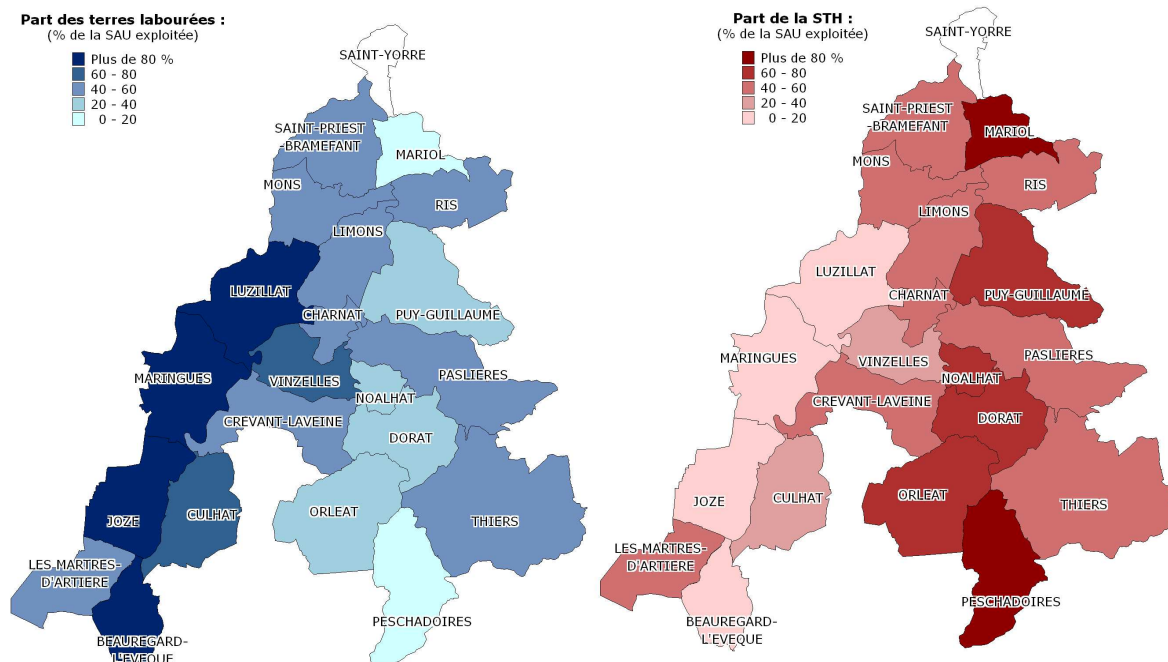 Part des terres labourées :
(% de la SAU exploitée)
Plus de 80 %
60 - 80
40 - 60
20 - 40
0 - 20
SAINT-YORRE
SAINT-PRIEST
-BRAMEFANT
MARIOL
MONS
RIS
LIMONS
LUZILLAT
CHARNAT
PUY-GUILLAUME
MARINGUES
VINZELLES
PASLIERES
NOALHAT
CREVANT-LAVEINE
DORAT
JOZE
CULHAT
ORLEAT
THIERS
LES MARTRES-
D'ARTIERE
PESCHADOIRES
BEAUREGARD-
L'EVEQUE
Part de la STH :
(% de la SAU exploitée)
Plus de 80 %
60 - 80
40 - 60
20 - 40
0 - 20
SAINT-YORRE
SAINT-PRIEST
-BRAMEFANT
MARIOL
MONS
RIS
LIMONS
LUZILLAT
CHARNAT
PUY-GUILLAUME
MARINGUES
VINZELLES
PASLIERES
NOALHAT
CREVANT-LAVEINE
DORAT
JOZE
CULHAT
ORLEAT
THIERS
LES MARTRES-
D'ARTIERE
PESCHADOIRES
BEAUREGARD-
L'EVEQUE